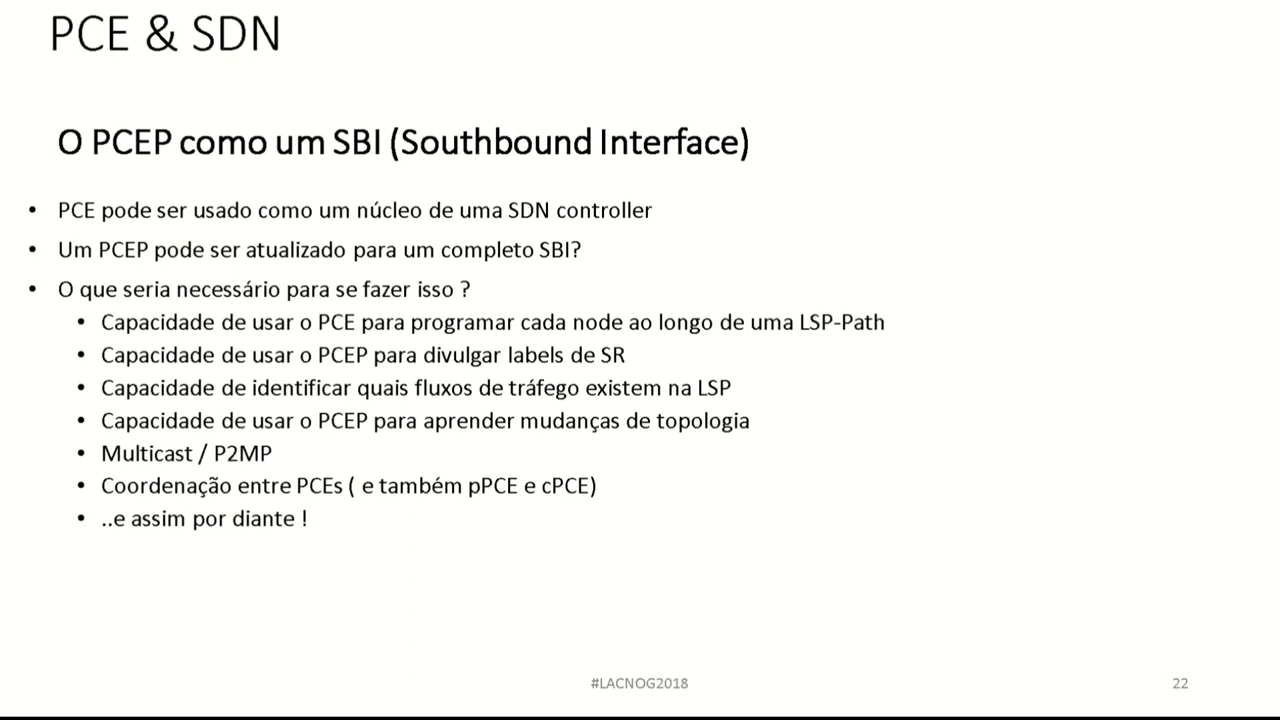 PCE & SDN
O PCEP como um SBI (Southbound Interface)
• PCE pode ser usado como um núcleo de uma SDN controller
• Um PCEP pode ser atualizado para um completo SBI?
• O que seria necessário para se fazer isso ?
• Capacidade de usar o PCE para programar cada node ao longo de uma LSP-Path
• Capacidade de usar o PCEP para divulgar labels de SR
• Capacidade de identificar quais fluxos de tráfego existem na LSP
• Capacidade de usar o PCEP para aprender mudanças de topologia
• Multicast / P2MP
• Coordenação entre PCEs ( e também pPCE e cPCE)
• ..e assim por diante !
#LACNOG2018
22